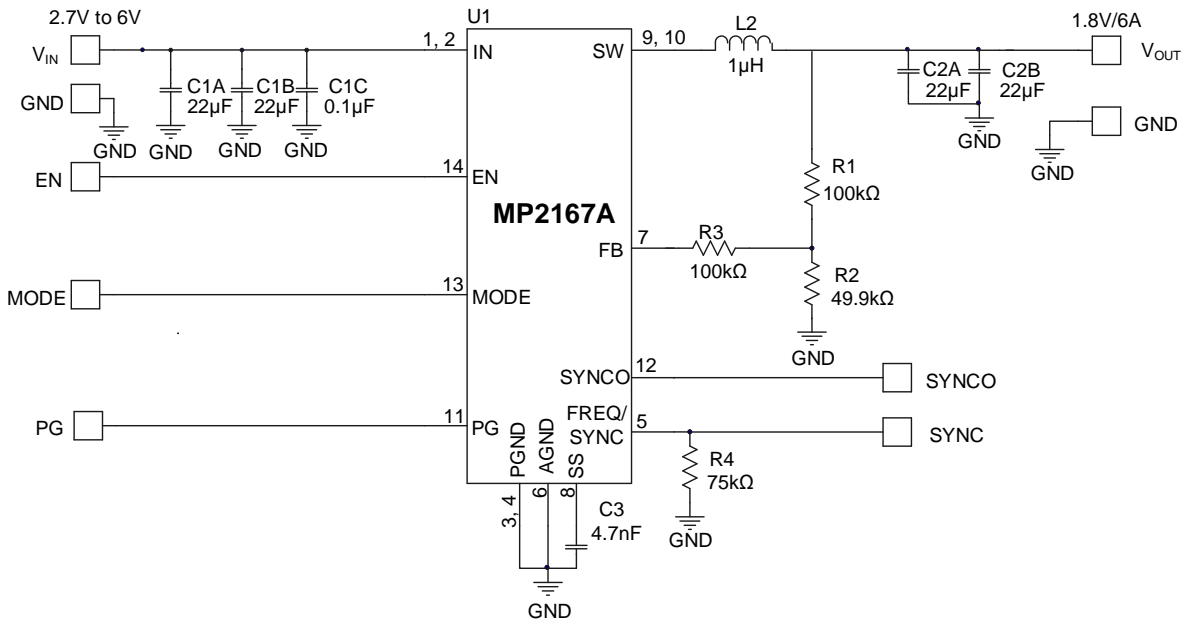 2.7V to 6V
U1
1.8V/6A
VIN
1, 2
IN
SW
9, 10
L2
1µH
VOUT
C1A
22µF
C1B
22µF
C1C
0.1µF
C2A
22µF
C2B
22µF
GND
GND
GND
GND
GND
GND
GND
GND
EN
14
EN
R1
100kΩ
MP2167A
FB
7
R3
100kΩ
R2
49.9kΩ
GND
MODE
13
MODE
SYNCO
12
SYNCO
PG
11
PG
FREQ/
SYNC
5
SYNC
R4
75kΩ
GND
PGND
AGND
SS
3, 4
6
8
C3
4.7nF
GND